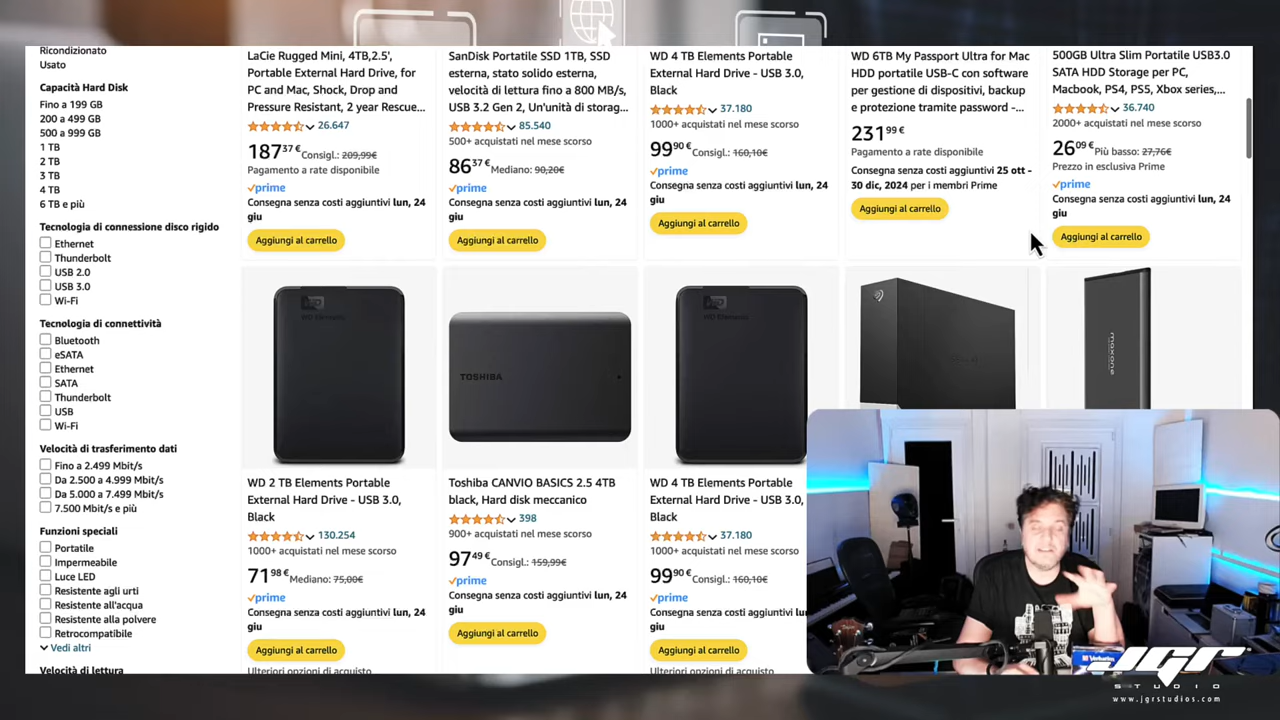 Ricondizionato
Usato
Capacità Hard Disk
Fino a 199 GB
200 a 499 GB
500 a 999 GB
1 TB
2 TB
3 TB
4 TB
6 TB e più
Tecnologia di connessione disco rigido
Ethernet
Thunderbolt
USB 2.0
USB 3.0
Wi-Fi
Tecnologia di connettività
Bluetooth
eSATA
Ethernet
SATA
Thunderbolt
USB
Wi-Fi
Velocità di trasferimento dati
Fino a 2.499 Mbit/s
Da 2.500 a 4.999 Mbit/s
Da 5.000 a 7.499 Mbit/s
7.500 Mbit/s e più
Funzioni speciali
Portatile
Impermeabile
Luce LED
Resistente agli urti
Resistente all'acqua
Resistente alla polvere
Retrocompatibile
Vedi altri
Velocità di lettura
LaCie Rugged Mini, 4TB,2.5',
Portable External Hard Drive, for
PC and Mac, Shock, Drop and
Pressure Resistant, 2 year Rescue...
26.647
18737€ Consigl.: 209,99€
Pagamento a rate disponibile
prime
Consegna senza costi aggiuntivi lun, 24
giu
Aggiungi al carrello
SanDisk Portatile SSD 1TB, SSD
esterna, stato solido esterna,
velocità di lettura fino a 800 MB/s,
USB 3.2 Gen 2, Un'unità di storag...
85.540
500+ acquistati nel mese scorso
8637€ Mediano: 90,20€
prime
Consegna senza costi aggiuntivi lun, 24
giu
Aggiungi al carrello
WD 4 TB Elements Portable
External Hard Drive - USB 3.0,
Black
37.180
1000+ acquistati nel mese scorso
9990€ Consigl.: 160,10€
prime
Consegna senza costi aggiuntivi lun, 24
giu
Aggiungi al carrello
WD 6TB My Passport Ultra for Mac
HDD portatile USB-C con software
per gestione di dispositivi, backup
e protezione tramite password -...
23199€
Pagamento a rate disponibile
Consegna senza costi aggiuntivi 25 ott -
30 dic, 2024 per i membri Prime
Aggiungi al carrello
500GB Ultra Slim Portatile USB3.0
SATA HDD Storage per PC,
Macbook, PS4, PS5, Xbox series,...
36.740
2000+ acquistati nel mese scorso
2609€ Più basso: 27,76€
Prezzo in esclusiva Prime
prime
Consegna senza costi aggiuntivi lun, 24
giu
Aggiungi al carrello
WD
WD Elements
TOSHIBA
WD
WD Elements
maxone
WD 2 TB Elements Portable
External Hard Drive - USB 3.0,
Black
130.254
1000+ acquistati nel mese scorso
7198€ Mediano: 75,00€
prime
Consegna senza costi aggiuntivi lun, 24
giu
Aggiungi al carrello
Ulteriori opzioni di acquisto
Toshiba CANVIO BASICS 2.5 4TB
black, Hard disk meccanico
398
900+ acquistati nel mese scorso
9749€ Consigl.: 159,99€
prime
Consegna senza costi aggiuntivi lun, 24
giu
Aggiungi al carrello
WD 4 TB Elements Portable
External Hard Drive - USB 3.0,
Black
37.180
1000+ acquistati nel mese scorso
9990€ Consigl.: 160,10€
prime
Consegna senza costi aggiuntivi
giu
Aggiungi al carrello
Ulteriori opzioni di acquisto
Verbatim
JGR
STUDIO
www.jgrstudios.com